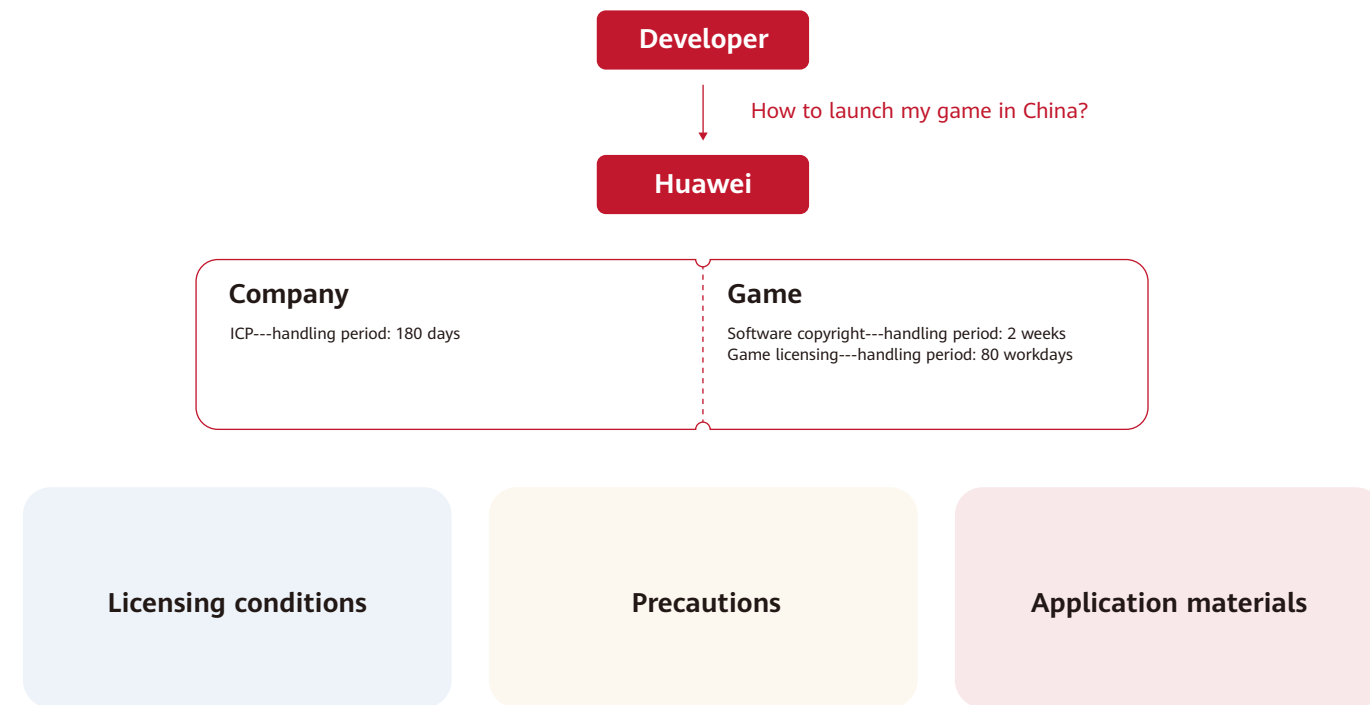 Developer
How to launch my game in China?
Huawei
Company
ICP---handling period: 180 days
Game
Software copyright---handling period: 2 weeks
Game licensing---handling period: 80 workdays
Licensing conditions
Precautions
Application materials